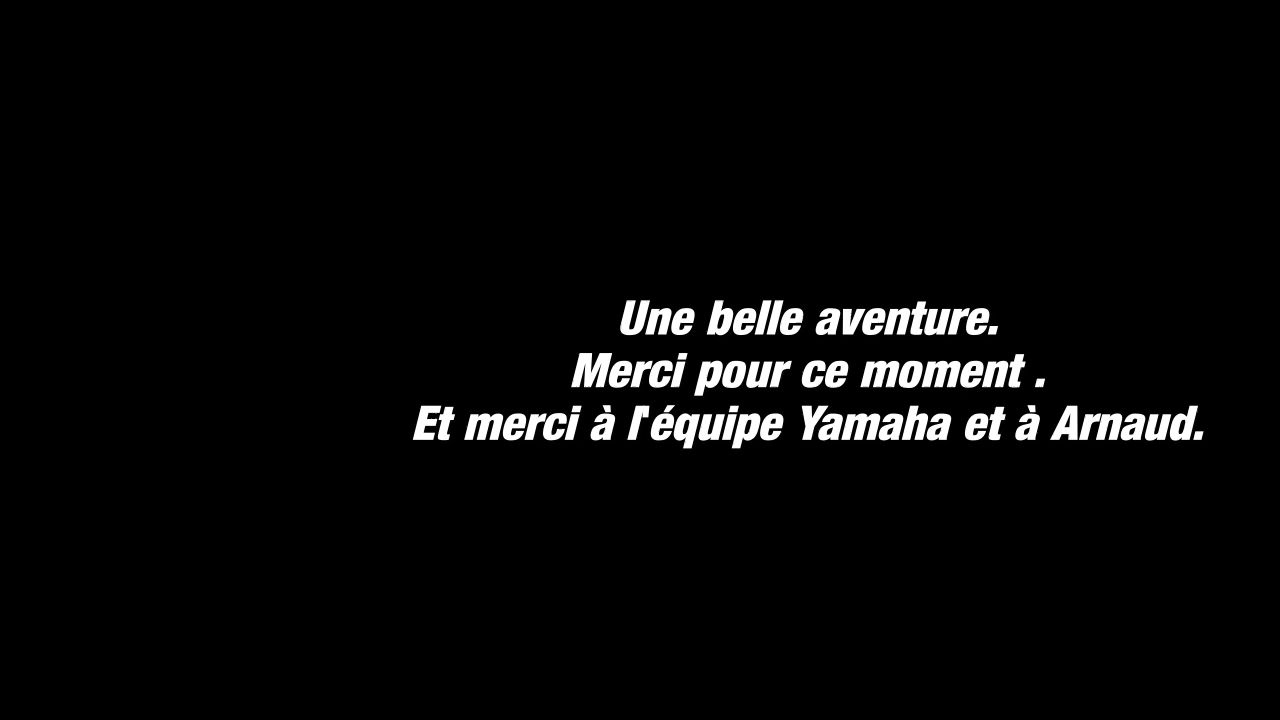 Une belle aventure.
Merci pour ce moment .
Et merci à l'équipe Yamaha et à Arnaud.